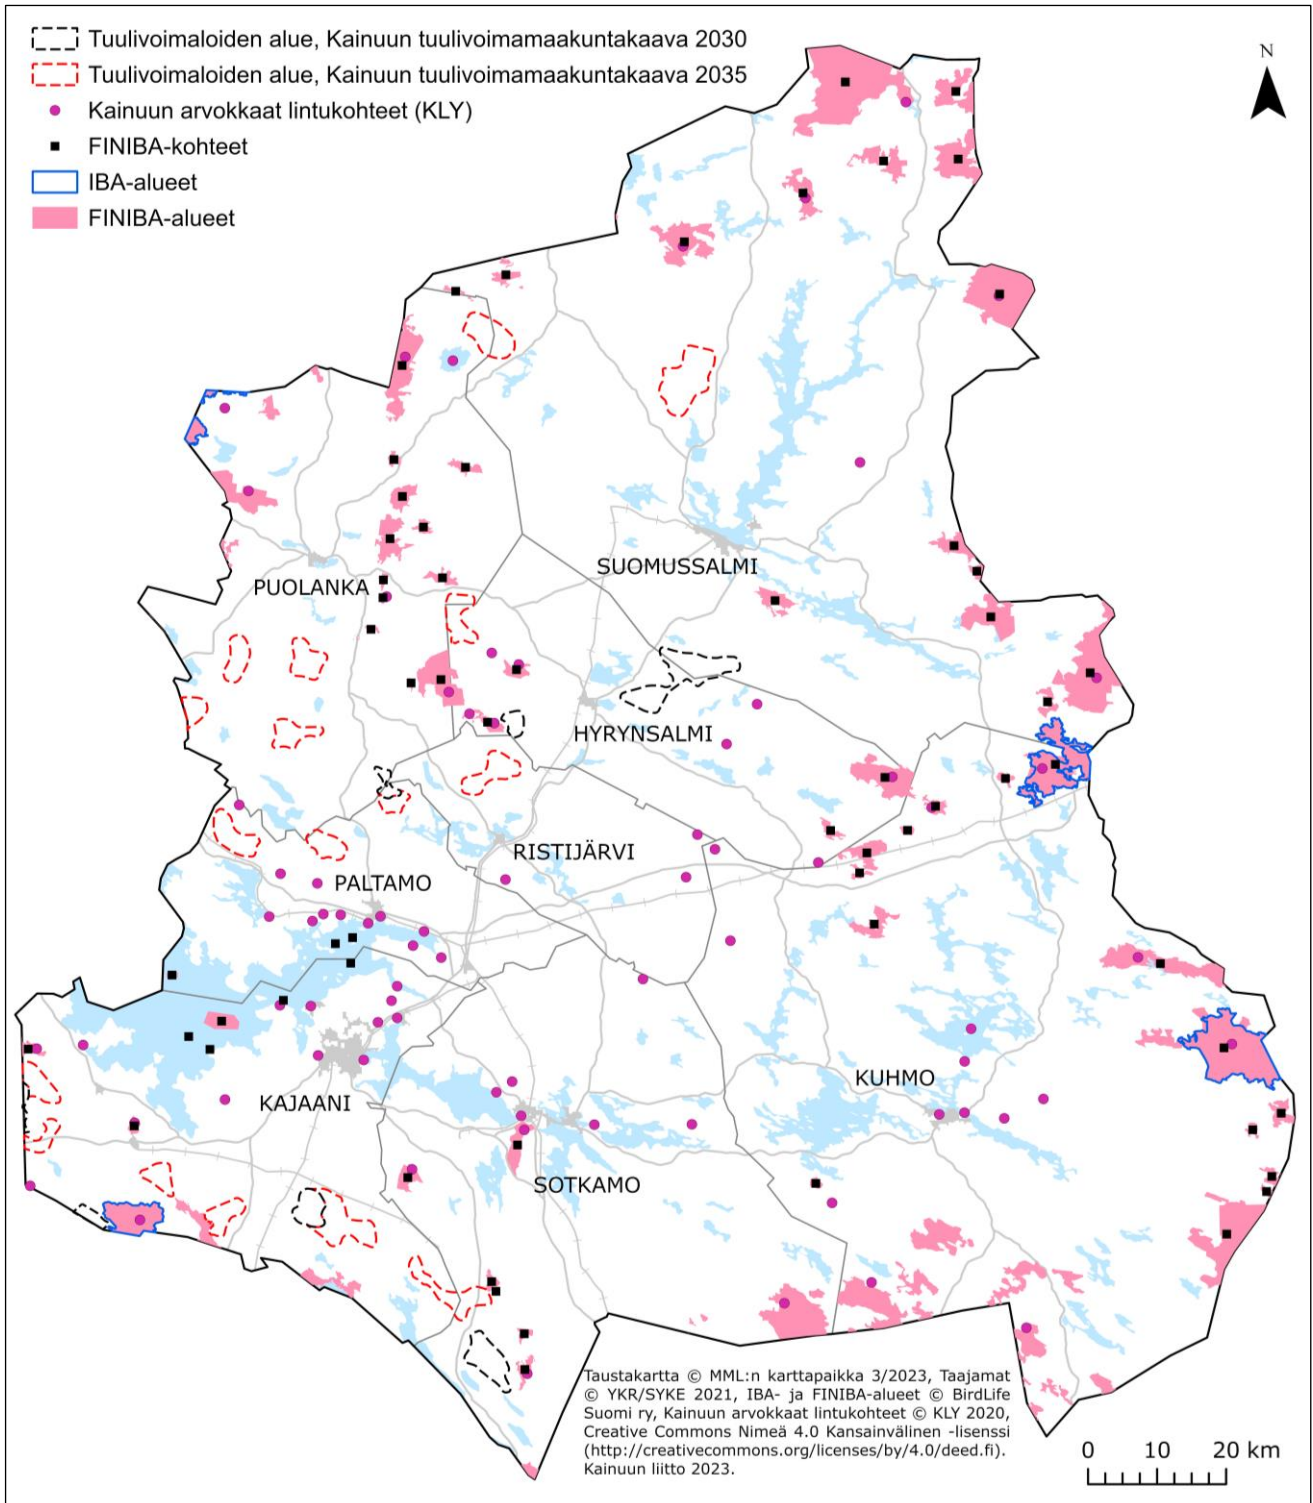 Tuulivoimaloiden alue, Kainuun tuulivoimamaakuntakaava 2030
Tuulivoimaloiden alue, Kainuun tuulivoimamaakuntakaava 2035
Kainuun arvokkaat lintukohteet (KLY)
FINIBA-kohteet
IBA-alueet
FINIBA-alueet
N
SUOMUSSALMI
PUOLANKA
HYRYNSALMI
RISTIJÄRVI
PALTAMO
KUHMO
KAJAANI
SOTKAMO
Taustakartta © MML:n karttapaikka 3/2023, Taajamat
© YKR/SYKE 2021, IBA- ja FINIBA-alueet © BirdLife
Suomi ry, Kainuun arvokkaat lintukohteet © KLY 2020,
Creative Commons Nimeä 4.0 Kansainvälinen -lisenssi
(http://creativecommons.org/licenses/by/4.0/deed.fi).
Kainuun liitto 2023.
0 10 20 km